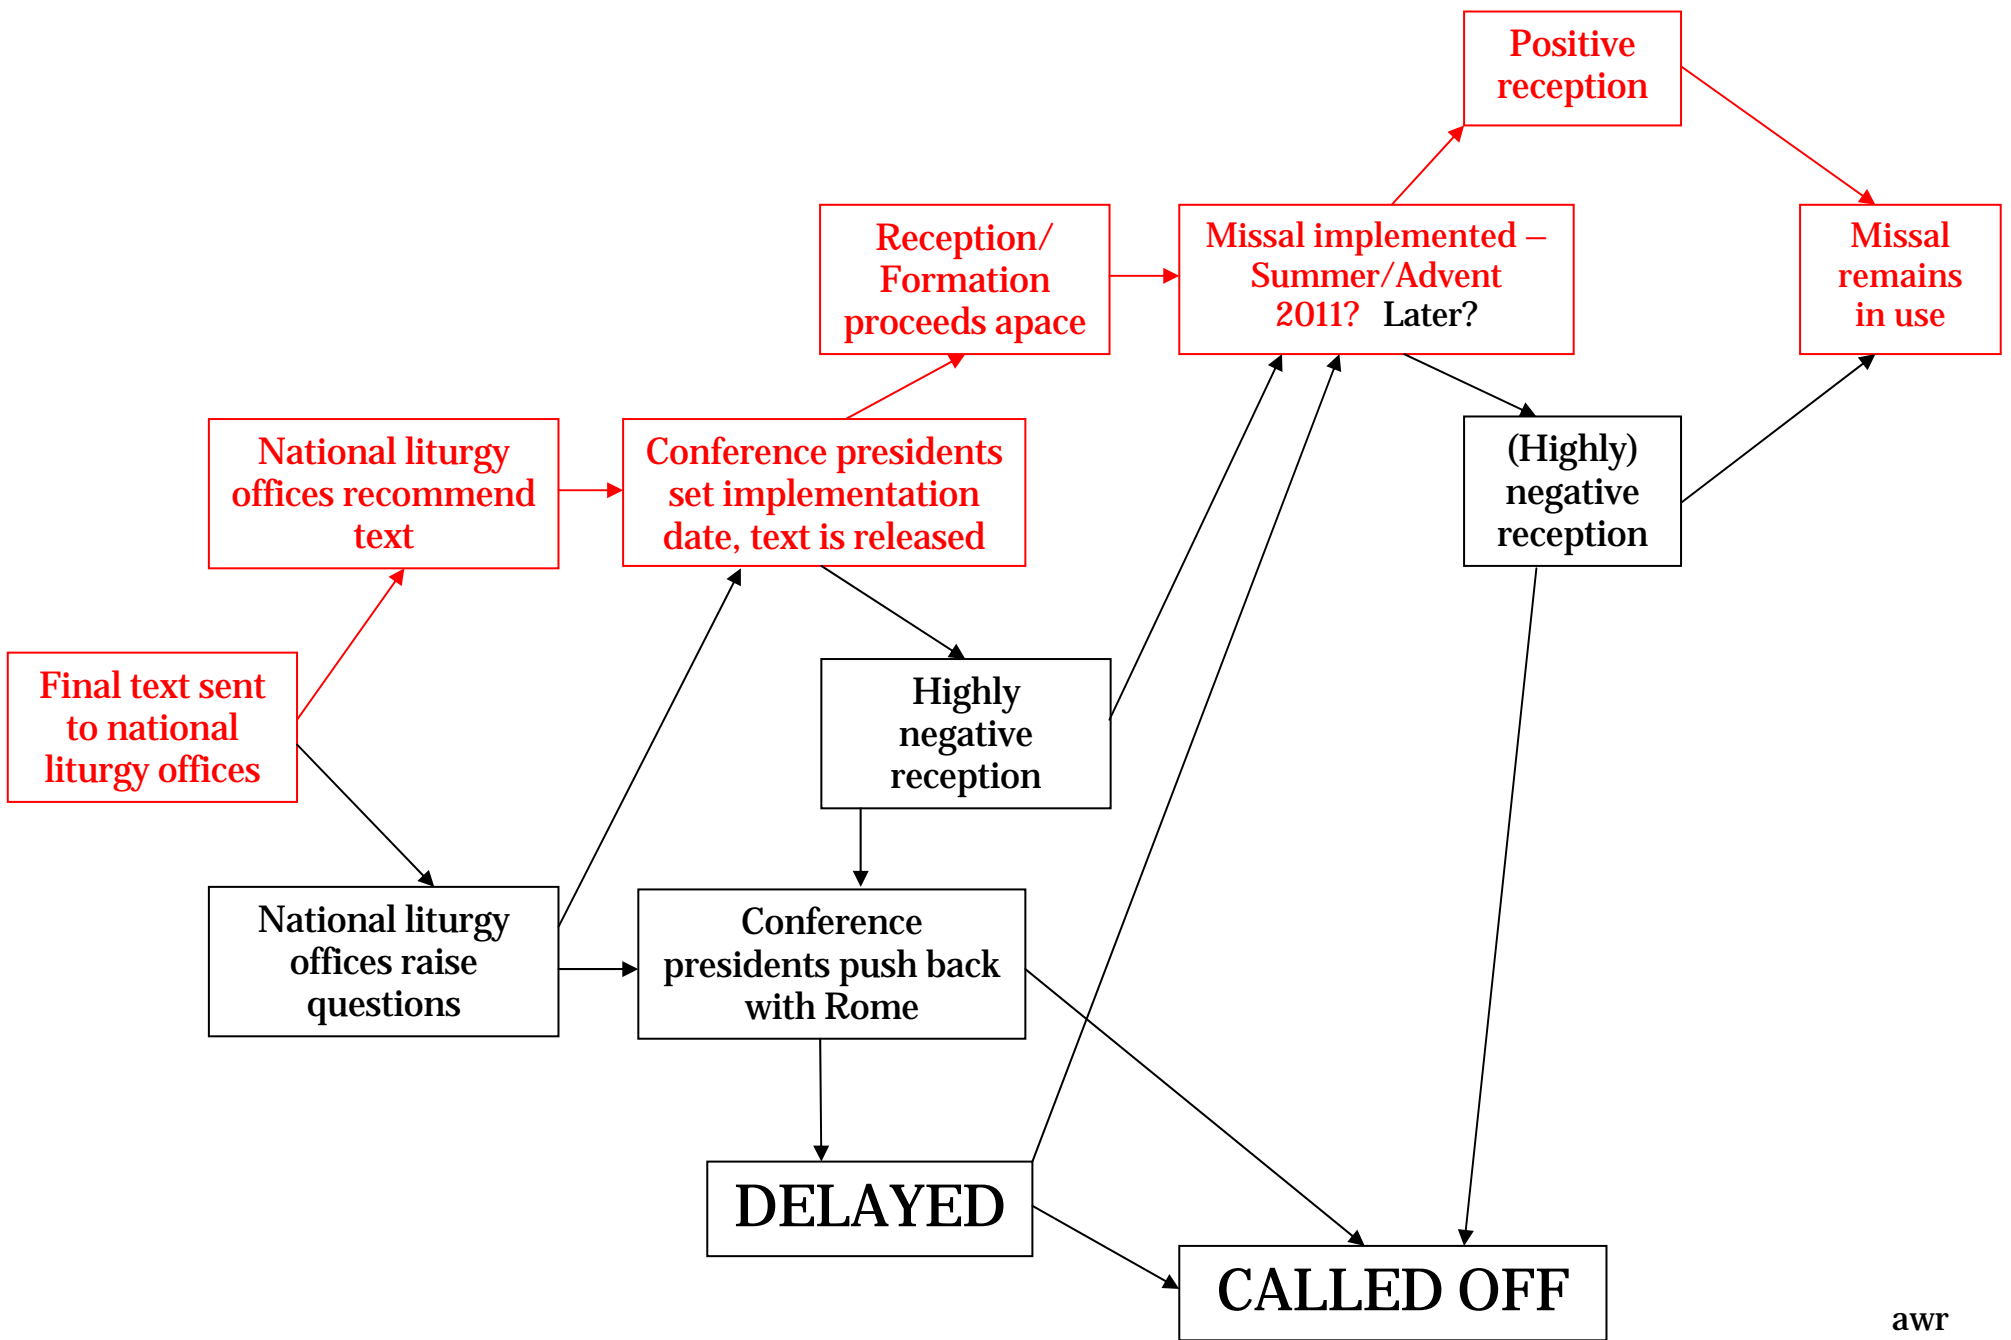 Positive
reception
Reception/
Formation
proceeds apace
Missal implemented –
Summer/Advent
2011? Later?
Missal
remains
in use
National liturgy
offices recommend
text
Conference presidents
set implementation
date, text is released
(Highly)
negative
reception
Final text sent
to national
liturgy offices
Highly
negative
reception
National liturgy
offices raise
questions
Conference
presidents push back
with Rome
DELAYED
CALLED OFF
awr